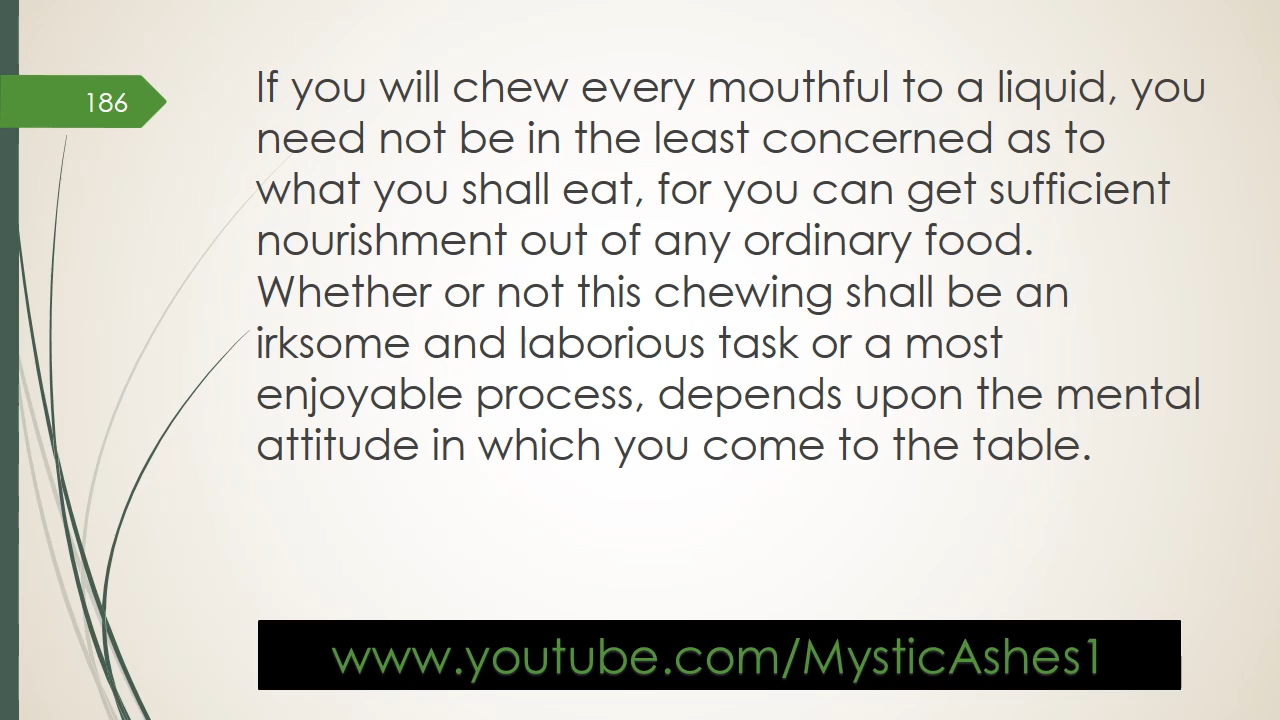 186
If you will chew every mouthful to a liquid, you
need not be in the least concerned as to
what you shall eat, for you can get sufficient
nourishment out of any ordinary food.
Whether or not this chewing shall be an
irksome and laborious task or a most
enjoyable process, depends upon the mental
attitude in which you come to the table.
www.youtube.com/MysticAshes1